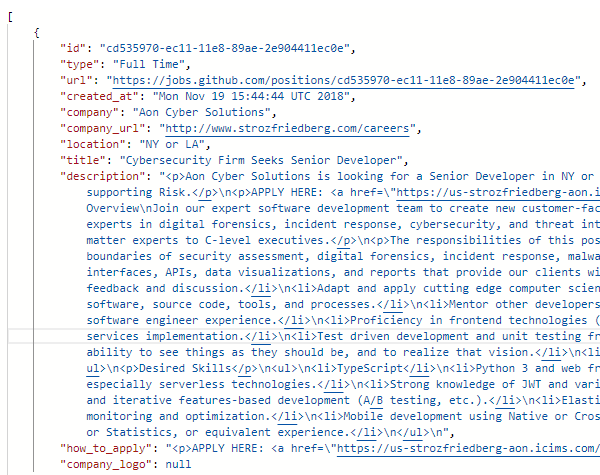 [
{
"id": "cd535970-ec11-11e8-89ae-2e904411ec0e",
"type": "Full Time",
"url": "https://jobs.github.com/positions/cd535970-ec11-11e8-89ae-2e904411ec0e",
"created_at": "Mon Nov 19 15:44:44 UTC 2018",
"company": "Aon Cyber Solutions",
"company_url": "http://www.strozfriedberg.com/careers",
"location": "NY or LA",
"title": "Cybersecurity Firm Seeks Senior Developer",
"description": "<p>Aon Cyber Solutions is looking for a Senior Developer in NY or
supporting Risk.</p>\n<p>APPLY HERE: <a href=\"https://us-strozfriedberg-aon.i
Overview\nJoin our expert software development team to create new customer-fac
experts in digital forensics, incident response, cybersecurity, and threat int
matter experts to C-level executives.</p>\n<p>The responsibilities of this pos
boundaries of security assessment, digital forensics, incident response, malwa
interfaces, APIs, data visualizations, and reports that provide our clients wi
feedback and discussion.</li>\n<li>Adapt and apply cutting edge computer scien
software, source code, tools, and processes.</li>\n<li>Mentor other developers
software engineer experience.</li>\n<li>Proficiency in frontend technologies (
services implementation.</li>\n<li>Test driven development and unit testing fr
ability to see things as they should be, and to realize that vision.</li>\n<li
ul>\n<p>Desired Skills</p>\n<ul>\n<li>TypeScript</li>\n<li>Python 3 and web fr
especially serverless technologies.</li>\n<li>Strong knowledge of JWT and vari
and iterative features-based development (A/B testing, etc.).</li>\n<li>Elasti
monitoring and optimization.</li>\n<li>Mobile development using Native or Cros
or Statistics, or equivalent experience.</li>\n</ul>\n",
"how_to_apply": "<p>APPLY HERE: <a href=\"https://us-strozfriedberg-aon.icims.com/
"company_logo": null